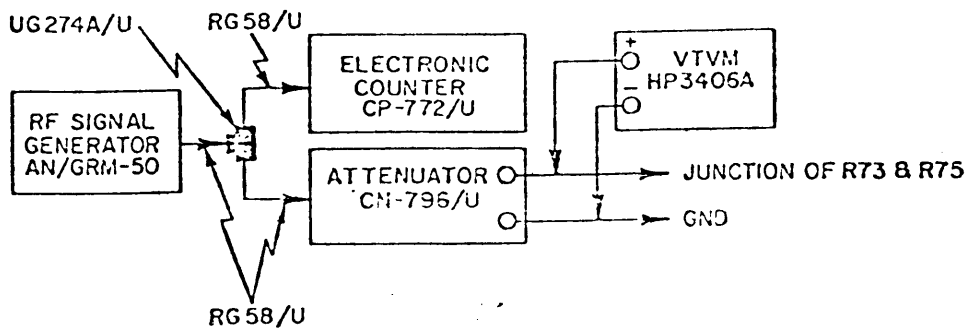 UG274A/U
RG58/U
ELECTRONIC
COUNTER
CP-772/U
+
VTVM
HP3406A
−
RF SIGNAL
GENERATOR
AN/GRM-50
ATTENUATOR
CN-796/U
JUNCTION OF R73 & R75
GND
RG58/U